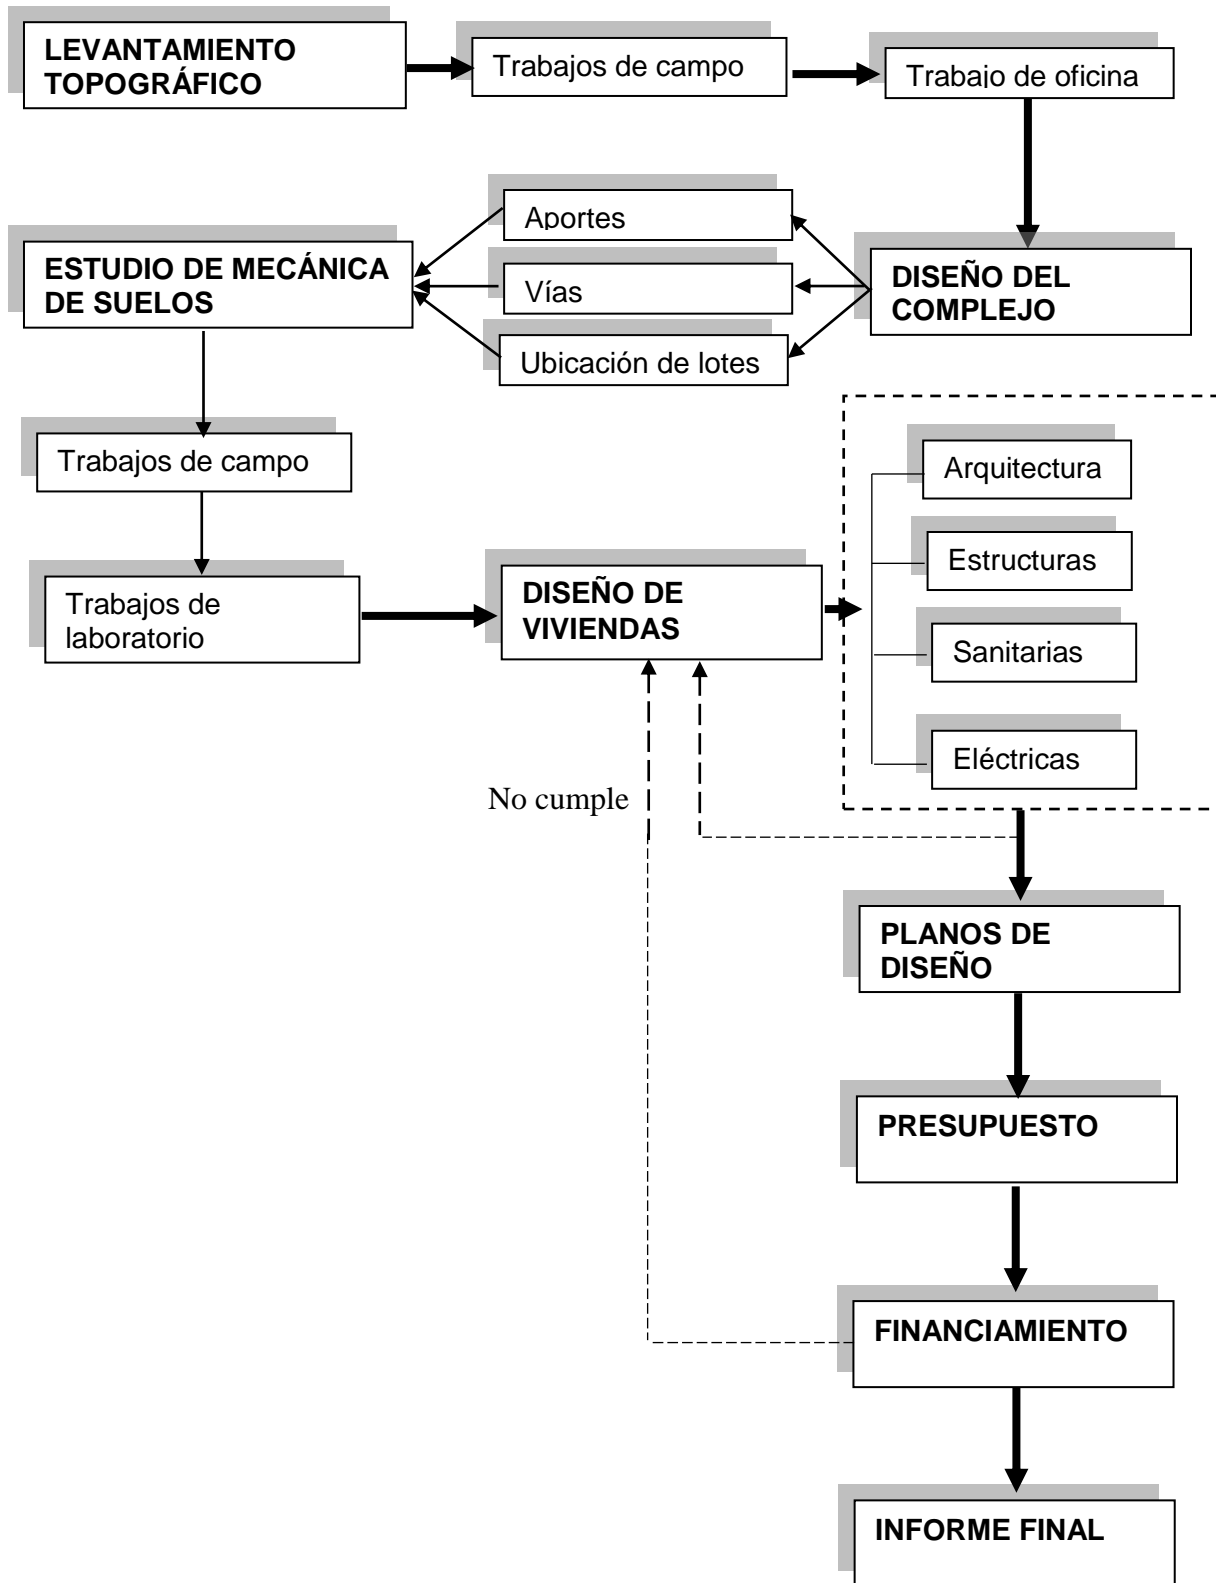 LEVANTAMIENTO
TOPOGRÁFICO
Trabajos de campo
Trabajo de oficina
Aportes
ESTUDIO DE MECÁNICA
DE SUELOS
Vías
DISEÑO DEL
COMPLEJO
Ubicación de lotes
Trabajos de campo
Arquitectura
Estructuras
Trabajos de
laboratorio
DISEÑO DE
VIVIENDAS
Sanitarias
Eléctricas
No cumple
PLANOS DE
DISEÑO
PRESUPUESTO
FINANCIAMIENTO
INFORME FINAL